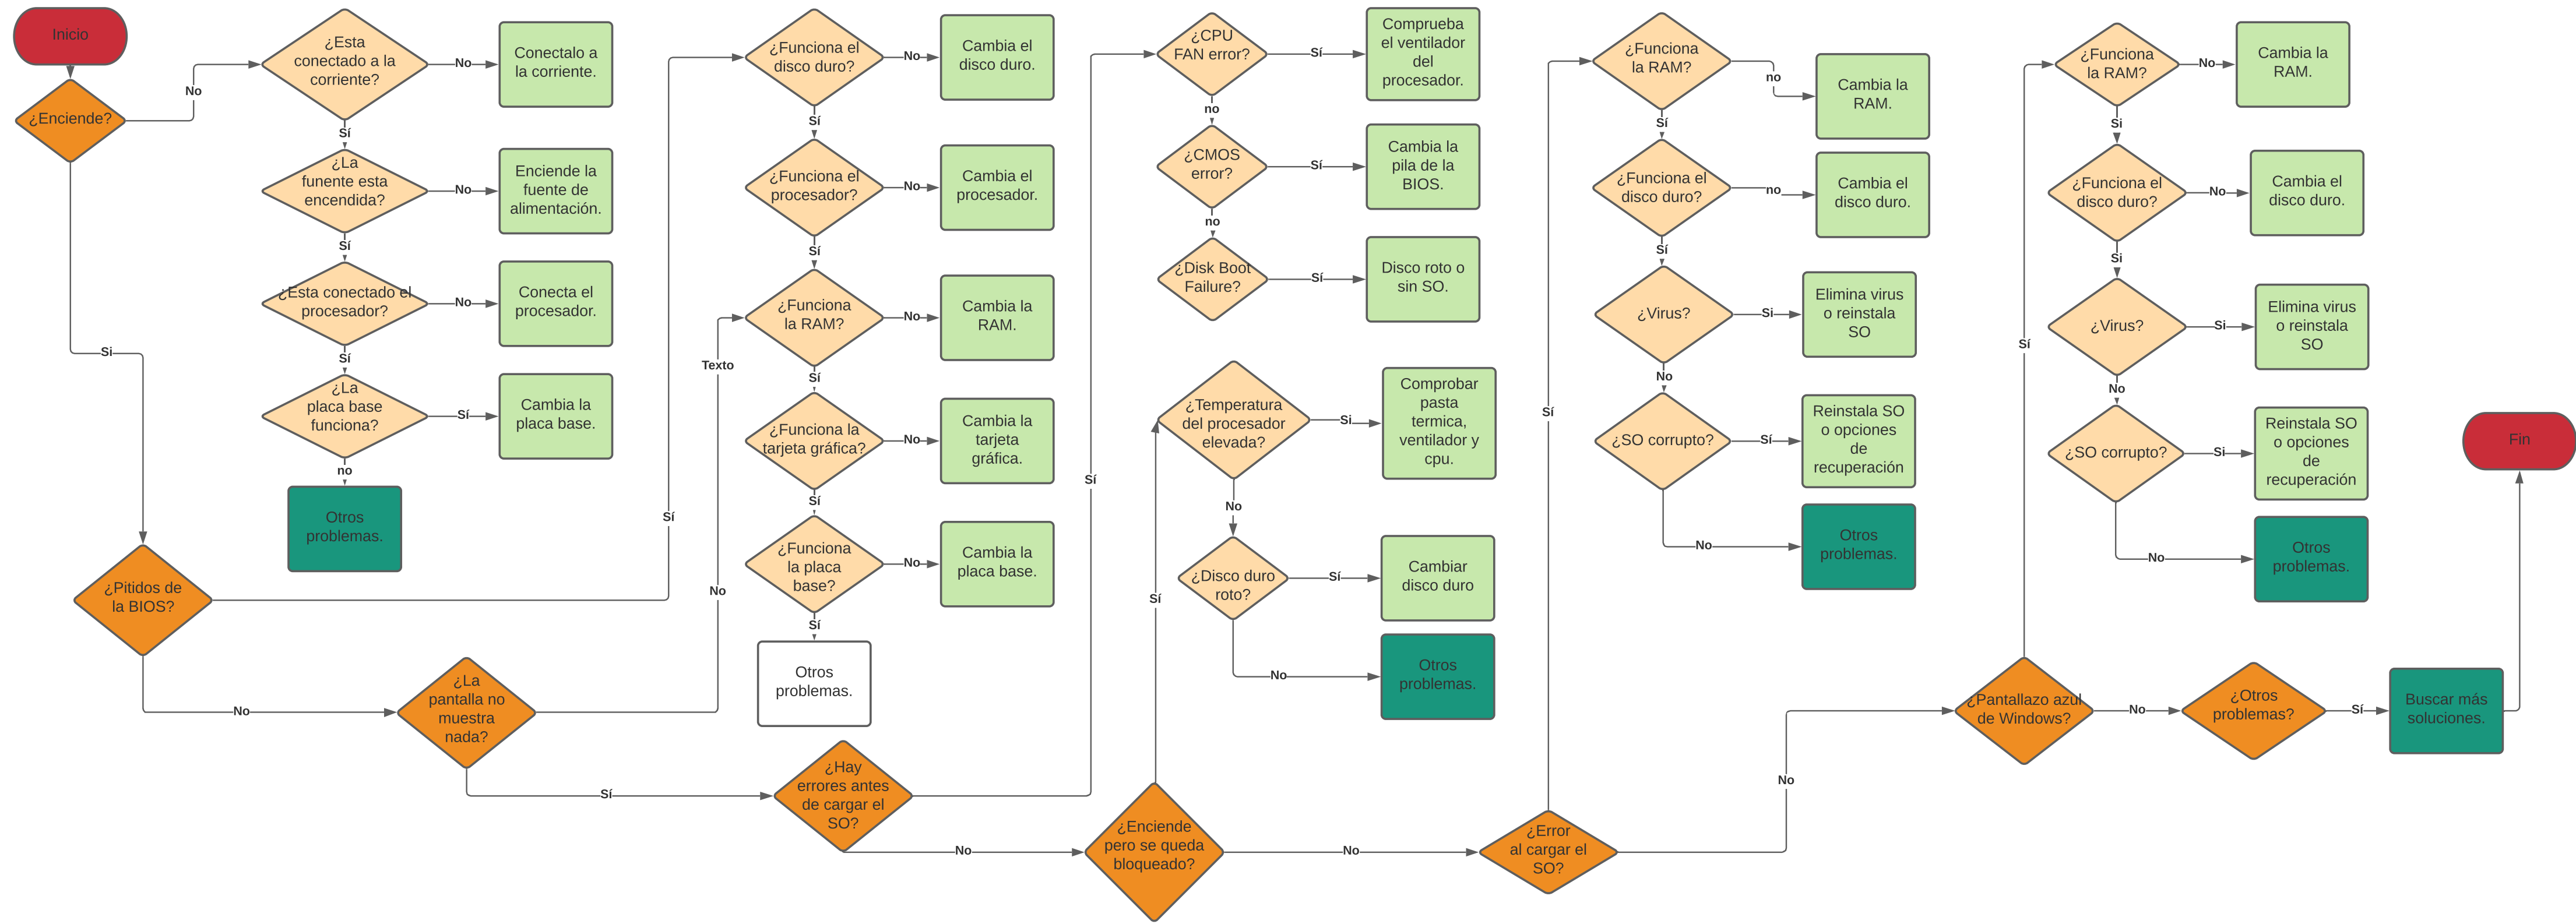 Inicio
¿Enciende?
No
Si
¿Pitidos de
la BIOS?
No
Sí
¿Esta
conectado a la
corriente?
No
Conectalo a
la corriente.
Sí
¿La
funente esta
encendida?
No
Enciende la
fuente de
alimentación.
Sí
¿Esta conectado el
procesador?
No
Conecta el
procesador.
Sí
¿La
placa base
funciona?
Sí
Cambia la
placa base.
no
Otros
problemas.
¿La
pantalla no
muestra
nada?
No
Texto
Sí
¿Funciona el
disco duro?
No
Cambia el
disco duro.
Sí
¿Funciona el
procesador?
No
Cambia el
procesador.
Sí
¿Funciona
la RAM?
No
Cambia la
RAM.
Sí
¿Funciona la
tarjeta gráfica?
No
Cambia la
tarjeta
gráfica.
Sí
¿Funciona
la placa
base?
No
Cambia la
placa base.
Sí
Otros
problemas.
¿Hay
errores antes
de cargar el
SO?
Sí
No
¿CPU
FAN error?
Sí
Comprueba
el ventilador
del
procesador.
no
¿CMOS
error?
Sí
Cambia la
pila de la
BIOS.
no
¿Disk Boot
Failure?
Sí
Disco roto o
sin SO.
¿Enciende
pero se queda
bloqueado?
Sí
No
¿Temperatura
del procesador
elevada?
Si
Comprobar
pasta
termica,
ventilador y
cpu.
No
¿Disco duro
roto?
Sí
Cambiar
disco duro
No
Otros
problemas.
¿Error
al cargar el
SO?
Sí
No
¿Funciona
la RAM?
no
Cambia la
RAM.
Sí
¿Funciona el
disco duro?
no
Cambia el
disco duro.
Sí
¿Virus?
Si
Elimina virus
o reinstala
SO
No
¿SO corrupto?
Sí
Reinstala SO
o opciones
de
recuperación
No
Otros
problemas.
¿Pantallazo azul
de Windows?
Sí
No
¿Funciona
la RAM?
No
Cambia la
RAM.
Si
¿Funciona el
disco duro?
No
Cambia el
disco duro.
Si
¿Virus?
Si
Elimina virus
o reinstala
SO
No
¿SO corrupto?
Si
Reinstala SO
o opciones
de
recuperación
No
Otros
problemas.
¿Otros
problemas?
Sí
Buscar más
soluciones.
Fin